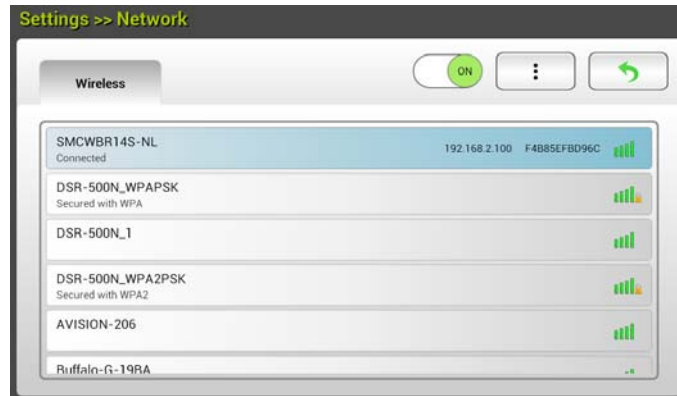 Settings >> Network
Wireless
ON
SMCWBR14S-NL
Connected
192.168.2.100 F4B85EFBD96C
DSR-500N_WPAPSK
Secured with WPA
DSR-500N_1
DSR-500N_WPA2PSK
Secured with WPA2
AVISION-206
Buffalo-G-19BA